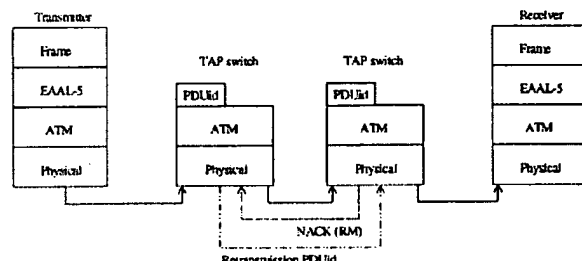 Transmitter
Receiver
Frame
EAAL-5
ATM
Physical
TAP switch
PDUid
ATM
Physical
TAP switch
PDUid
ATM
Physical
Frame
EAAL-5
ATM
Physical
NACK (RM)
Retransmission PDUid